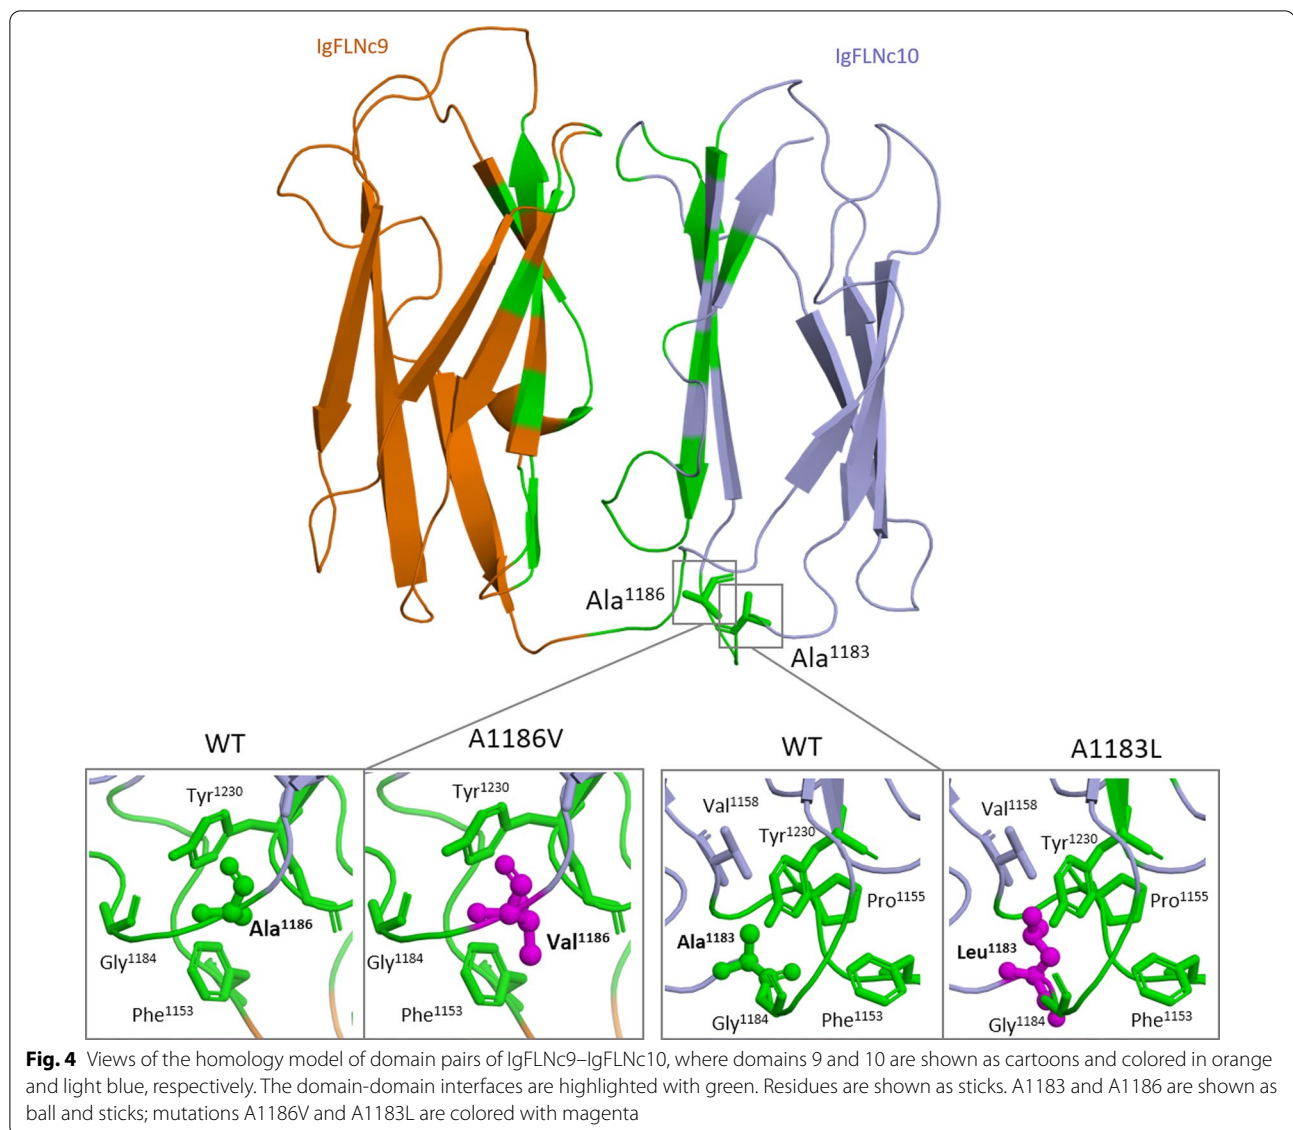 IgFLNc9
IgFLNc10
Ala1186
Ala1183
WT
A1186V
WT
A1183L
Tyr1230
Ala1186
Gly1184
Phe1153
Tyr1230
Val1186
Gly1184
Phe1153
Val1158
Tyr1230
Pro1155
Ala1183
Gly1184
Phe1153
Val1158
Tyr1230
Pro1155
Leu1183
Gly1184
Phe1153
Fig. 4 Views of the homology model of domain pairs of IgFLNc9–IgFLNc10, where domains 9 and 10 are shown as cartoons and colored in orange
and light blue, respectively. The domain-domain interfaces are highlighted with green. Residues are shown as sticks. A1183 and A1186 are shown as
ball and sticks; mutations A1186V and A1183L are colored with magenta